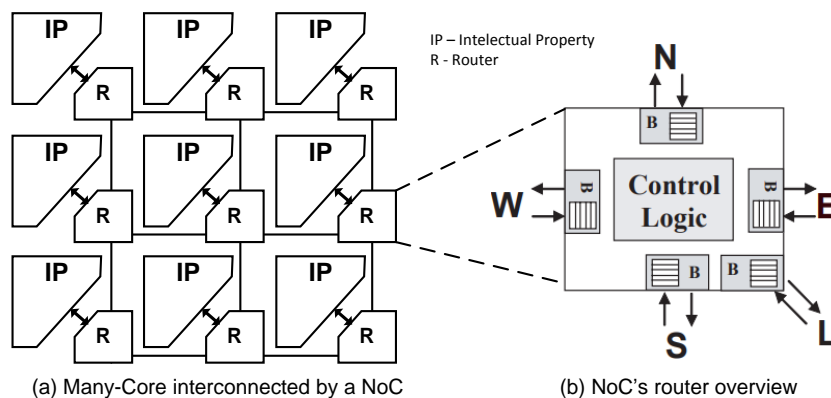 IP IP IP
R R R
IP IP IP
R R R
IP IP IP
R R R
IP – Intelectual Property
R - Router
N
B
W B Control Logic B E
B B
S L
(a) Many-Core interconnected by a NoC
(b) NoC's router overview